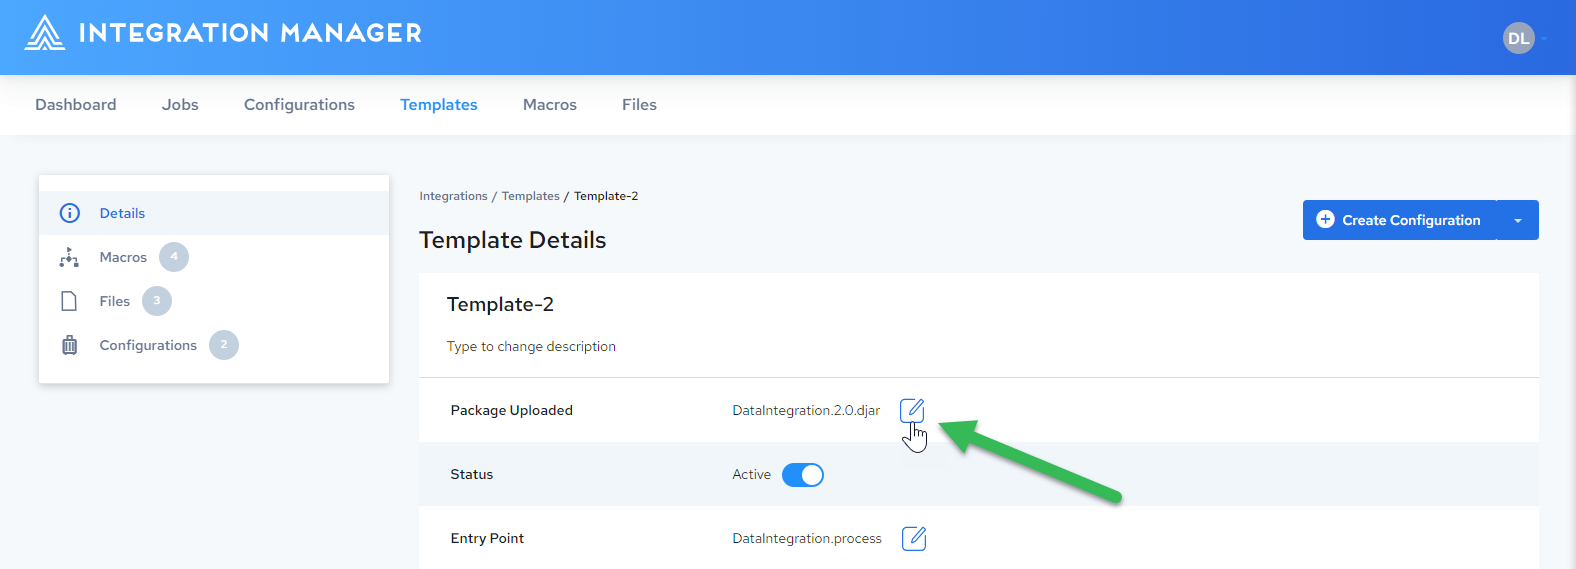 INTEGRATION MANAGER
DL
Dashboard Jobs Configurations Templates Macros Files
Details
Macros 4
Files 3
Configurations 2
Integrations / Templates / Template-2
Template Details
Create Configuration
Template-2
Type to change description
Package Uploaded DataIntegration.2.0.djar
Status Active
Entry Point DataIntegration.process